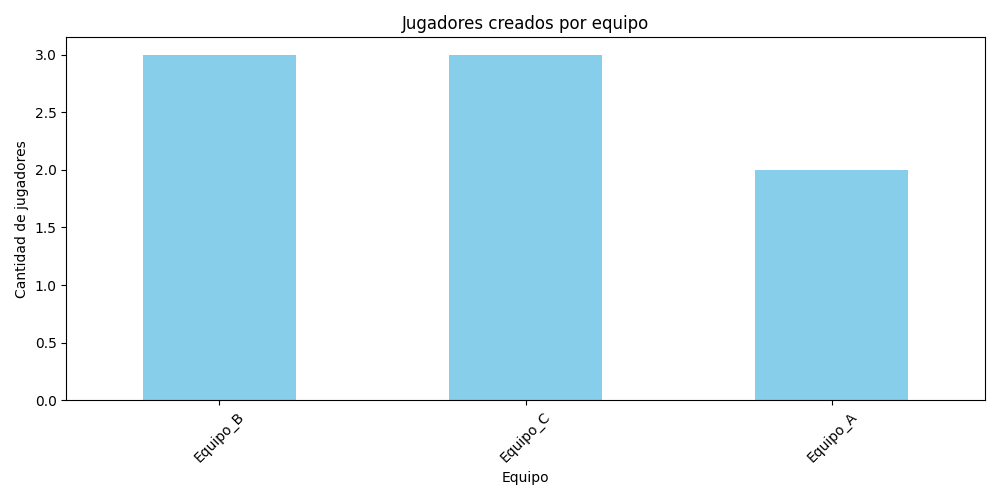 Jugadores creados por equipo
Cantidad de jugadores
3.0
2.5
2.0
1.5
1.0
0.5
0.0
Equipo_B
Equipo_C
Equipo_A
Equipo